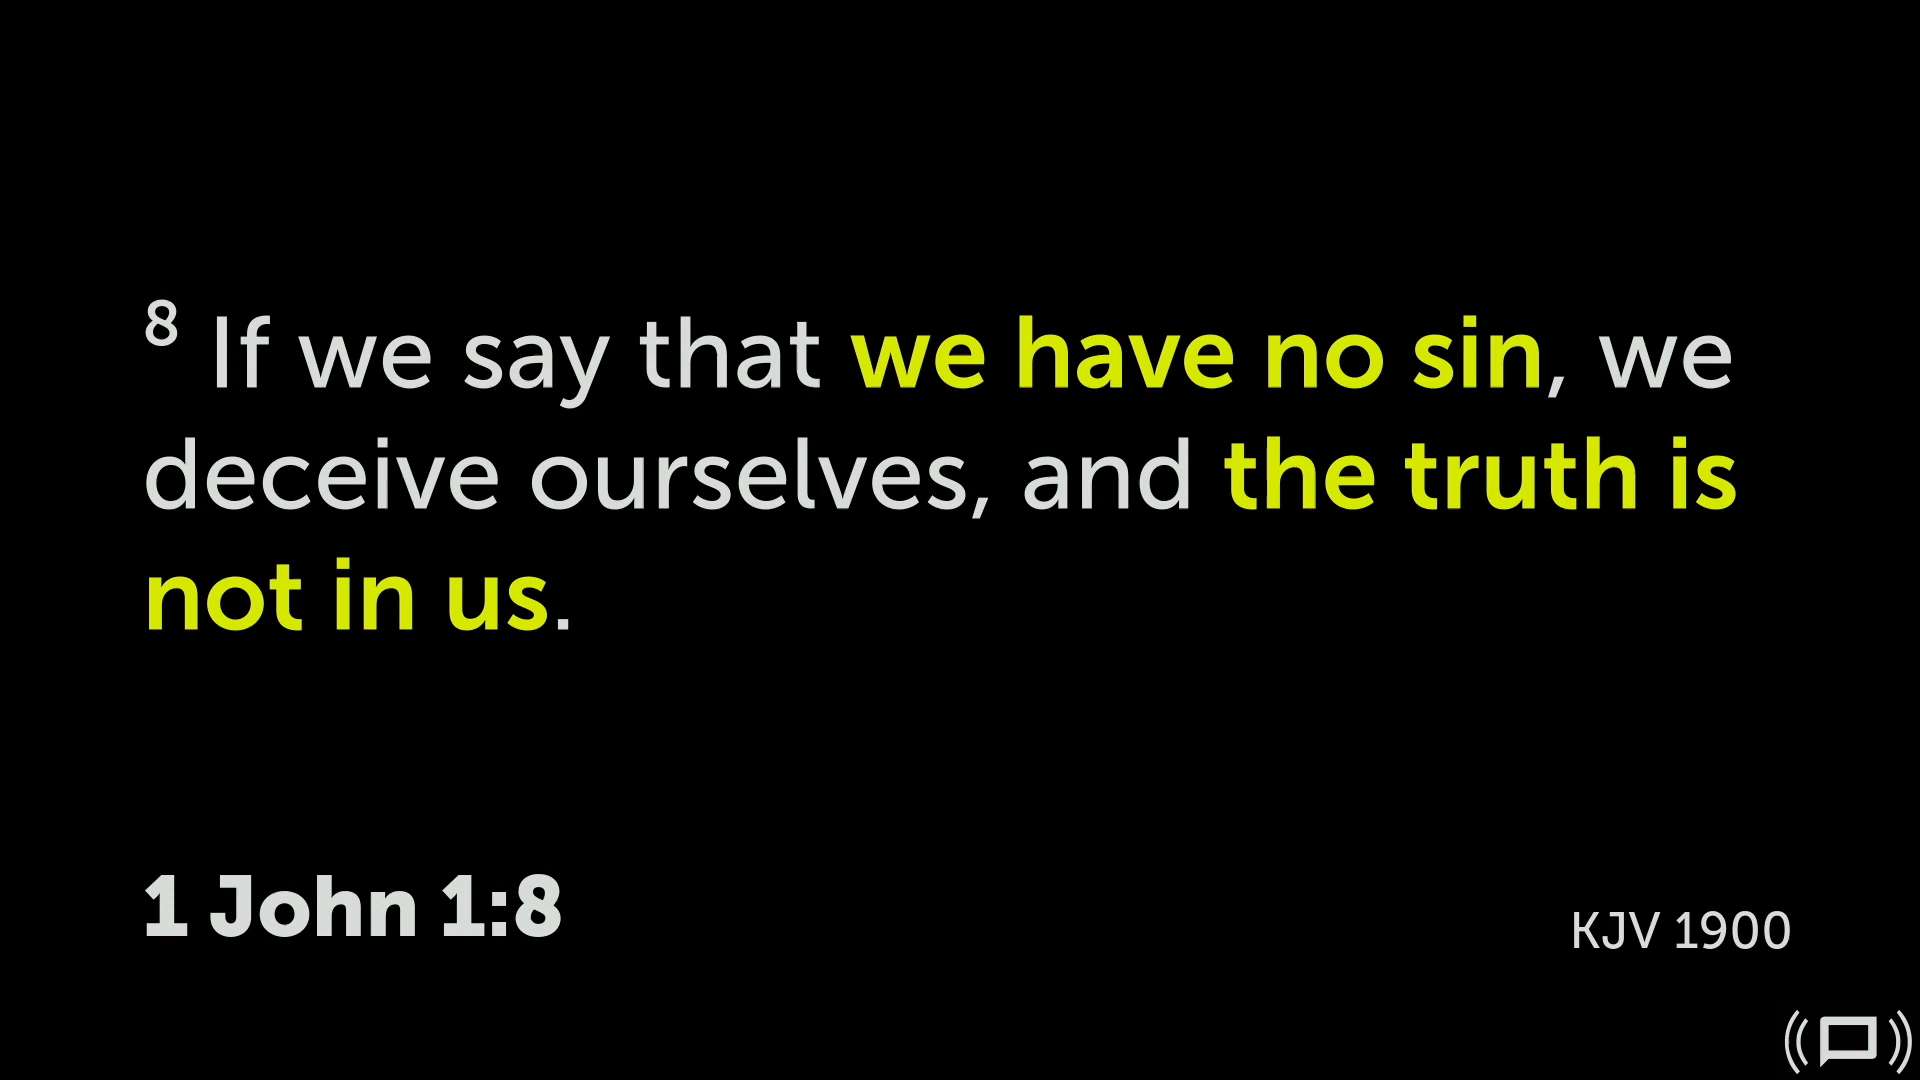 8 If we say that we have no sin, we
deceive ourselves, and the truth is
not in us.
1 John 1:8
KJV 1900